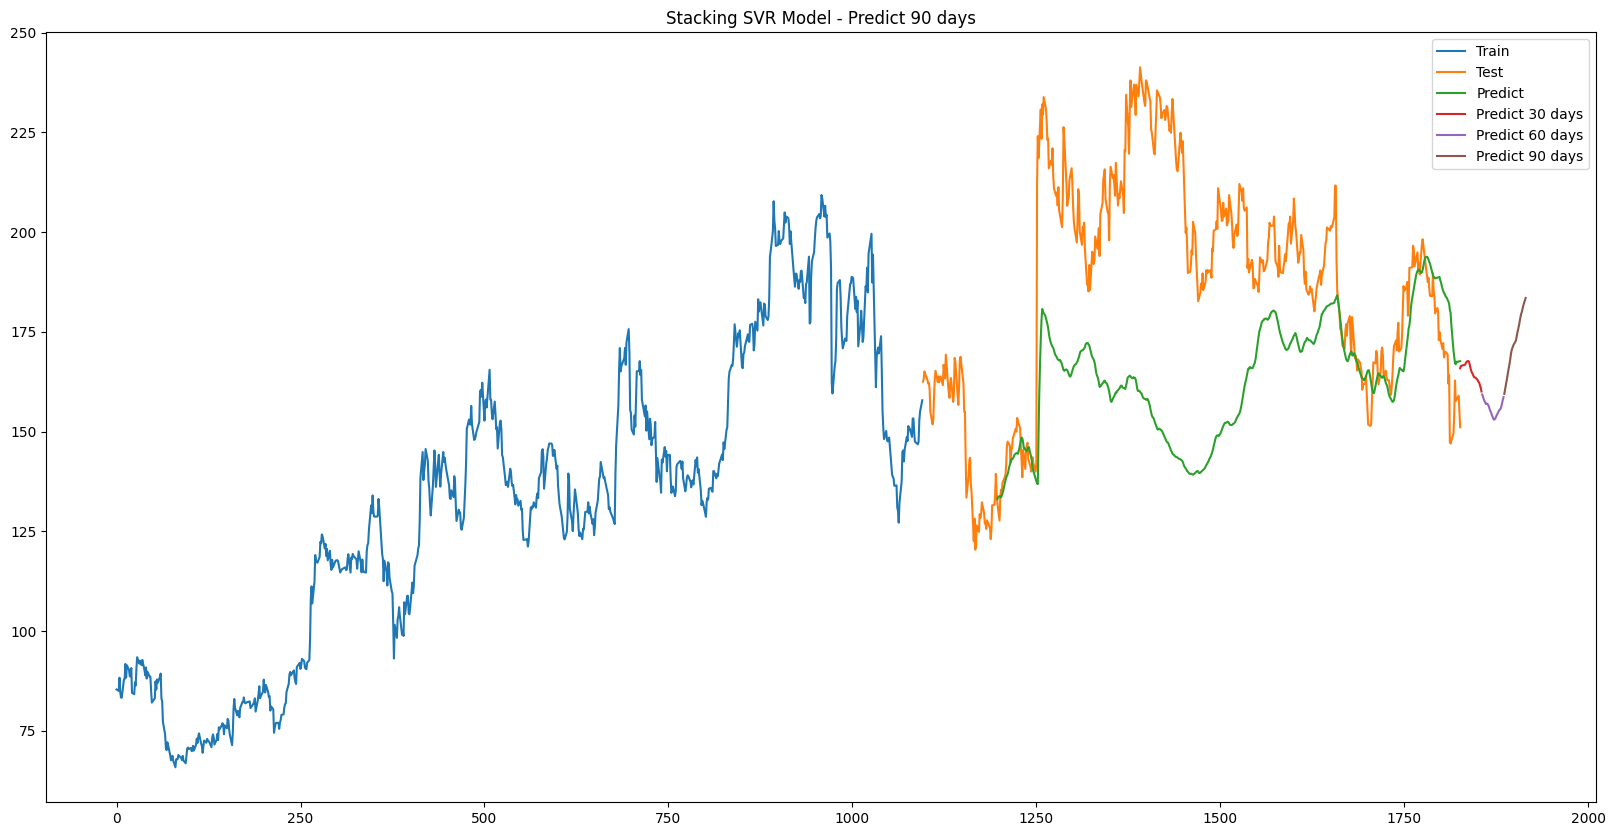 Stacking SVR Model - Predict 90 days
250
225
200
175
150
125
100
75
Train
Test
Predict
Predict 30 days
Predict 60 days
Predict 90 days
0 250 500 750 1000 1250 1500 1750 2000